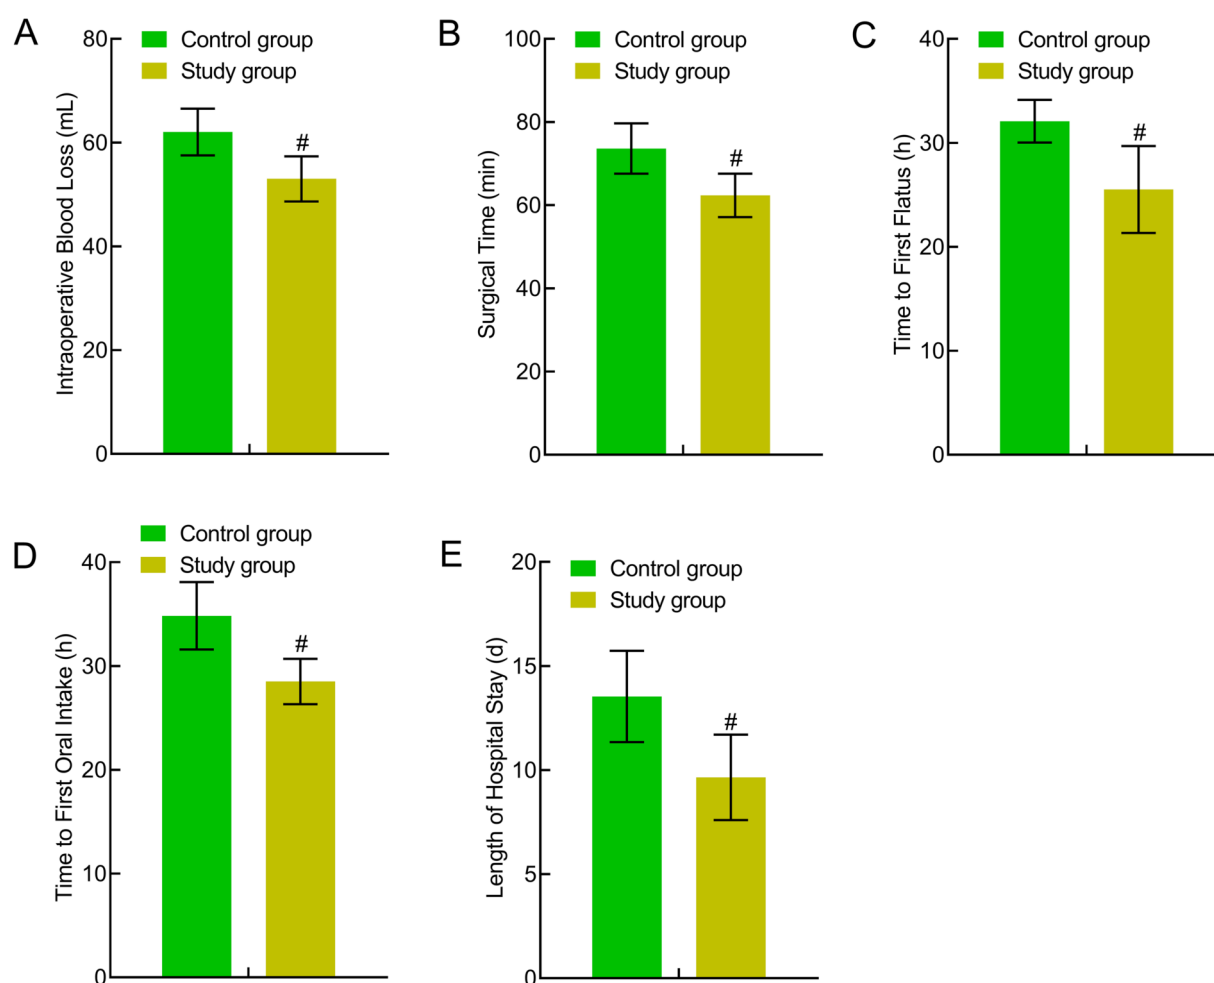 A
Control group
Study group
Intraoperative Blood Loss (mL)
80
60
40
20
0
#
B
Control group
Study group
Surgical Time (min)
100
80
60
40
20
0
#
C
Control group
Study group
Time to First Flatus (h)
40
30
20
10
0
#
D
Control group
Study group
Time to First Oral Intake (h)
40
30
20
10
0
#
E
Control group
Study group
Length of Hospital Stay (d)
20
15
10
5
0
#